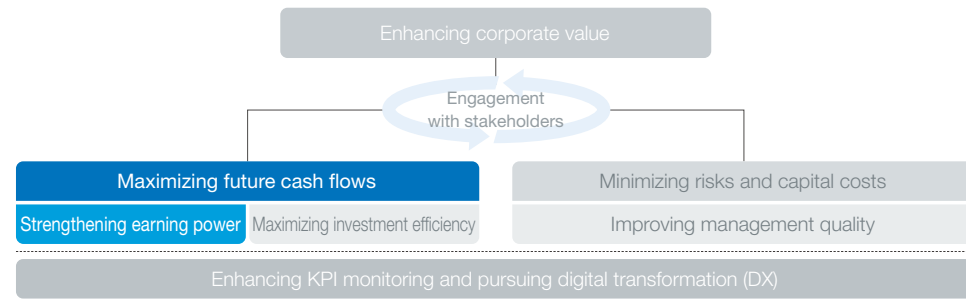 Enhancing corporate value
Engagement
with stakeholders
Maximizing future cash flows
Minimizing risks and capital costs
Strengthening earning power
Maximizing investment efficiency
Improving management quality
Enhancing KPI monitoring and pursuing digital transformation (DX)